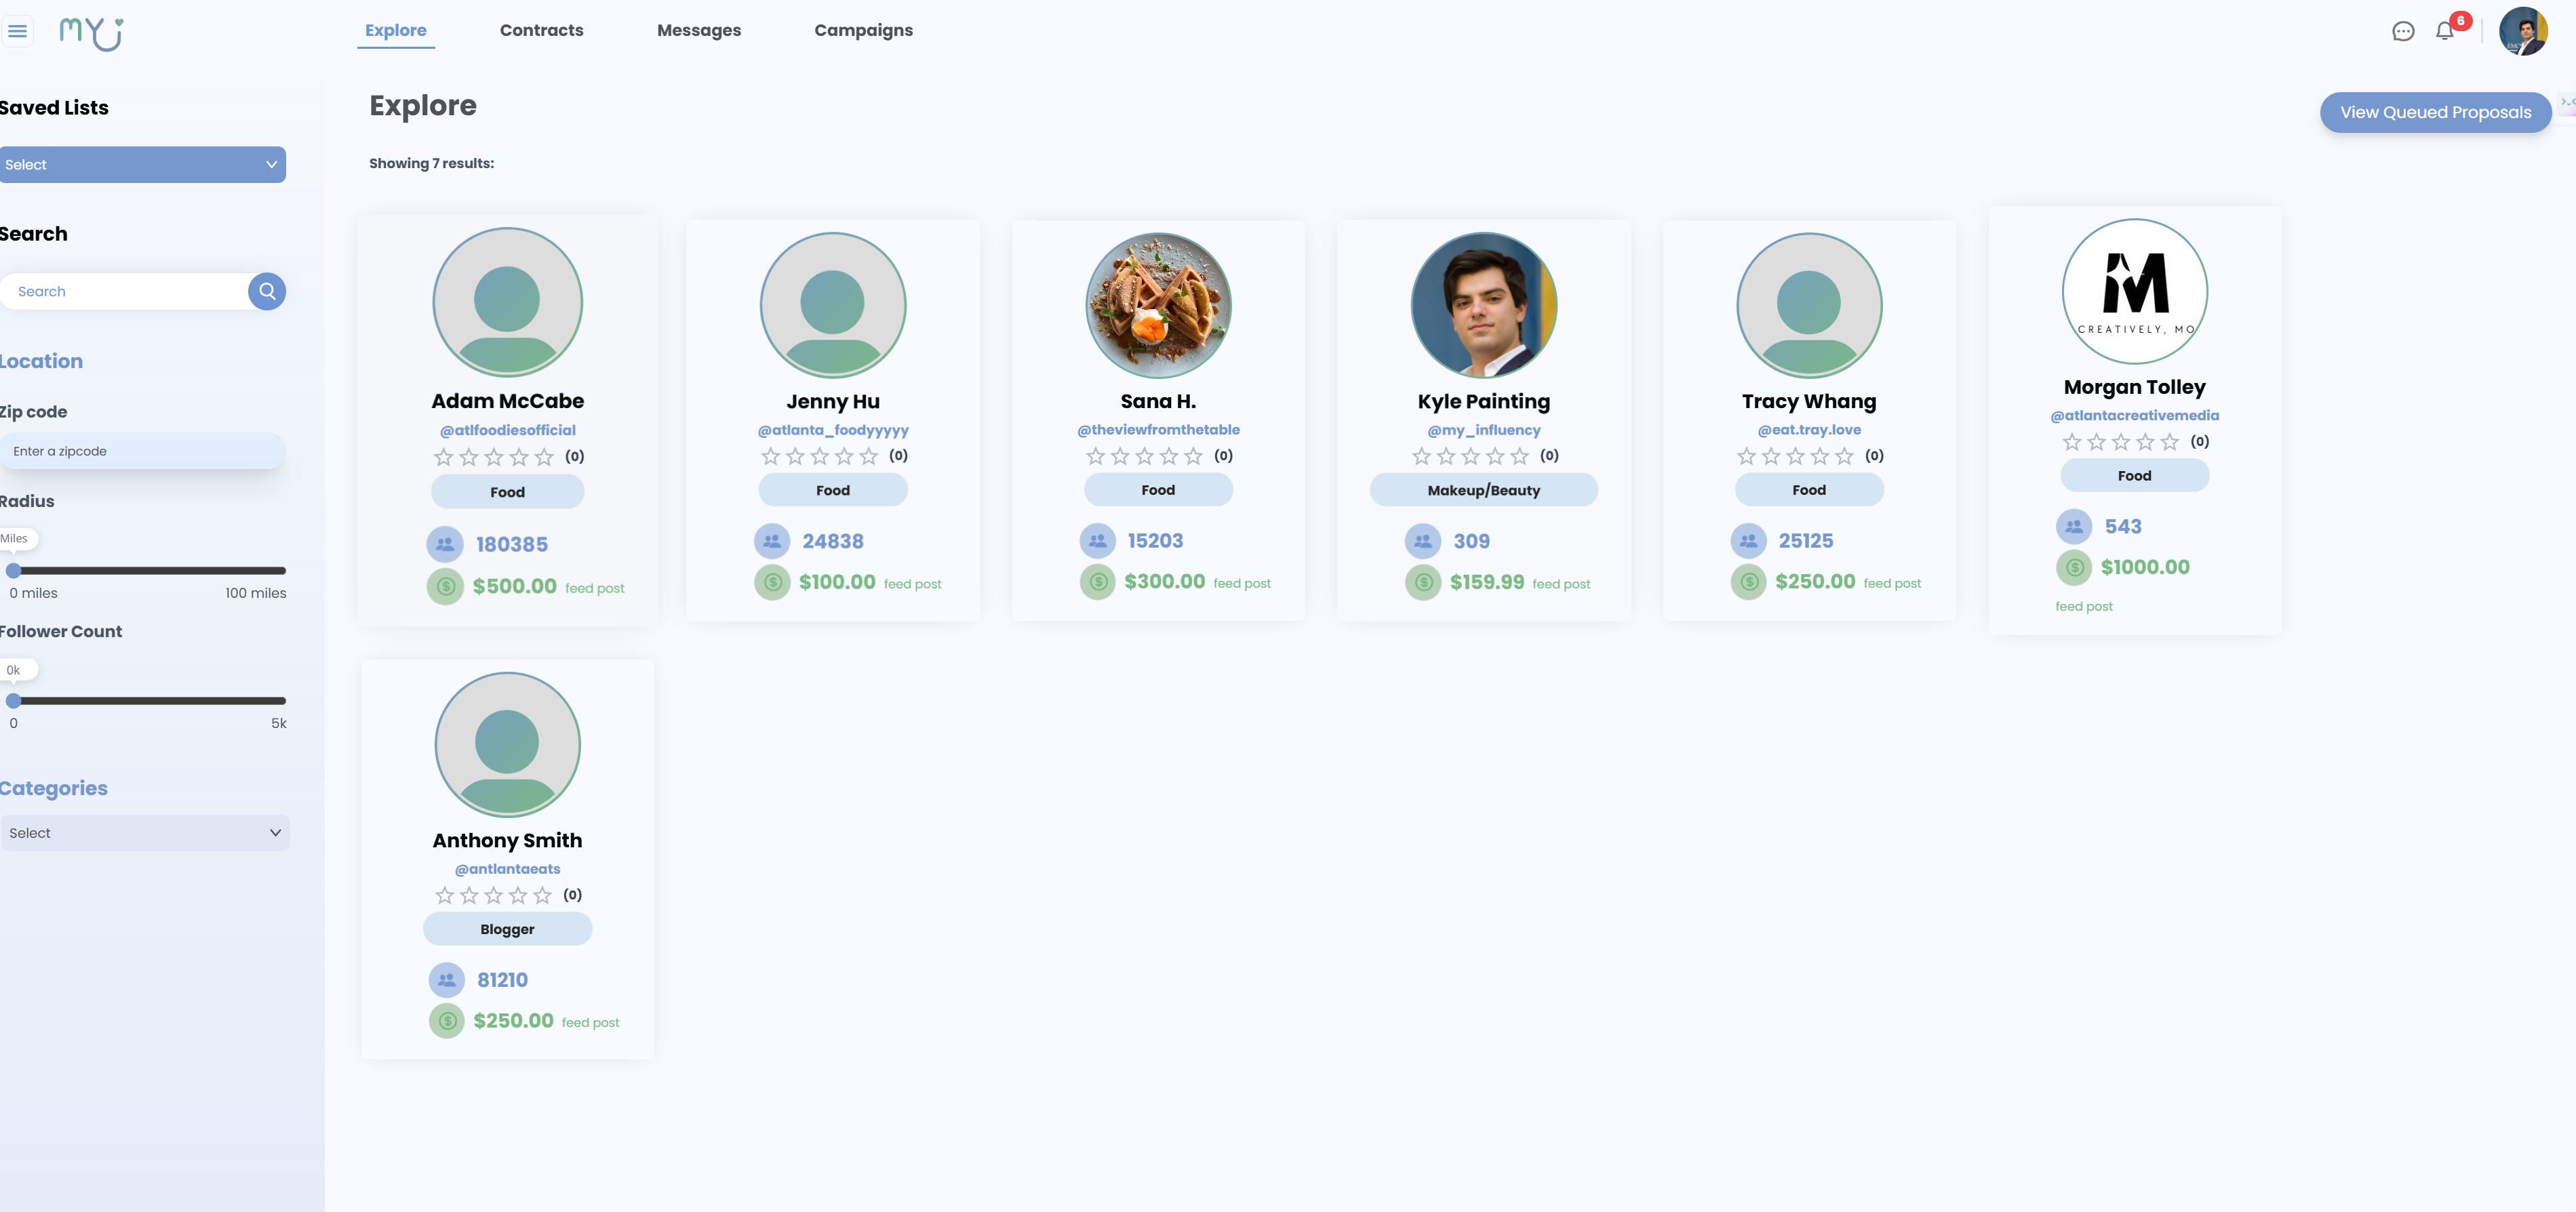 MY
Explore
Contracts
Messages
Campaigns
6
Saved Lists
Select
Search
Search
Location
Zip code
Enter a zipcode
Radius
Miles
0 miles
100 miles
Follower Count
0k
0
5k
Categories
Select
Explore
View Queued Proposals
Showing 7 results:
Adam McCabe
@atlfoodiesofficial
(0)
Food
180385
$500.00 feed post
Jenny Hu
@atlanta_foodyyyyy
(0)
Food
24838
$100.00 feed post
Sana H.
@theviewfromthetable
(0)
Food
15203
$300.00 feed post
Kyle Painting
@my_influency
(0)
Makeup/Beauty
309
$159.99 feed post
Tracy Whang
@eat.tray.love
(0)
Food
25125
$250.00 feed post
M
CREATIVELY, MO
Morgan Tolley
@atlantacreativemedia
(0)
Food
543
$1000.00
feed post
Anthony Smith
@antlantaeats
(0)
Blogger
81210
$250.00 feed post